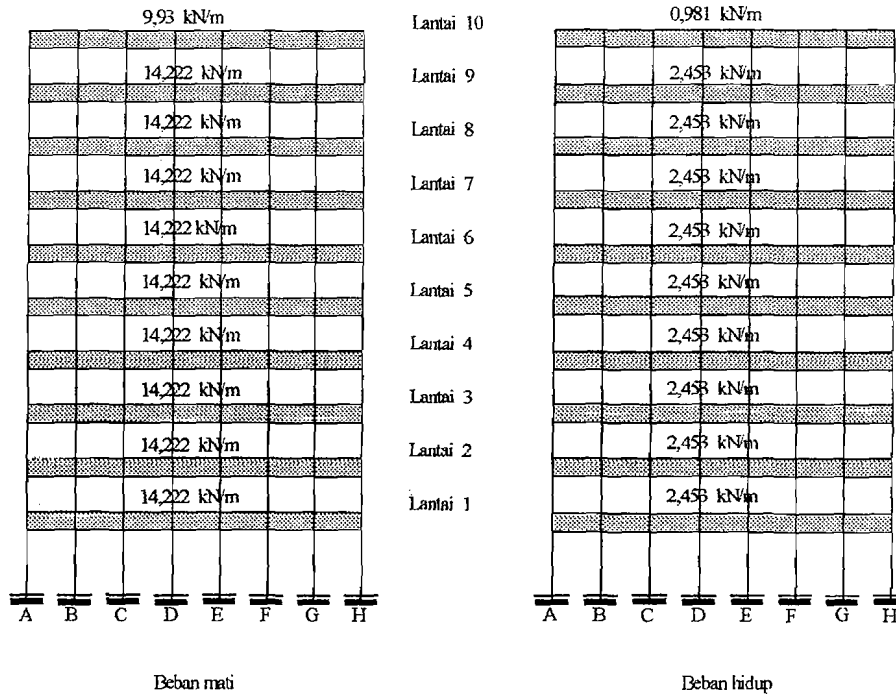 9,93 kN/m Lantai 10 0,981 kN/m
14,222 kN/m Lantai 9 2,453 kN/m
14,222 kN/m Lantai 8 2,453 kN/m
14,222 kN/m Lantai 7 2,453 kN/m
14,222 kN/m Lantai 6 2,453 kN/m
14,222 kN/m Lantai 5 2,453 kN/m
14,222 kN/m Lantai 4 2,453 kN/m
14,222 kN/m Lantai 3 2,453 kN/m
14,222 kN/m Lantai 2 2,453 kN/m
14,222 kN/m Lantai 1 2,453 kN/m
A B C D E F G H A B C D E F G H
Beban mati Beban hidup